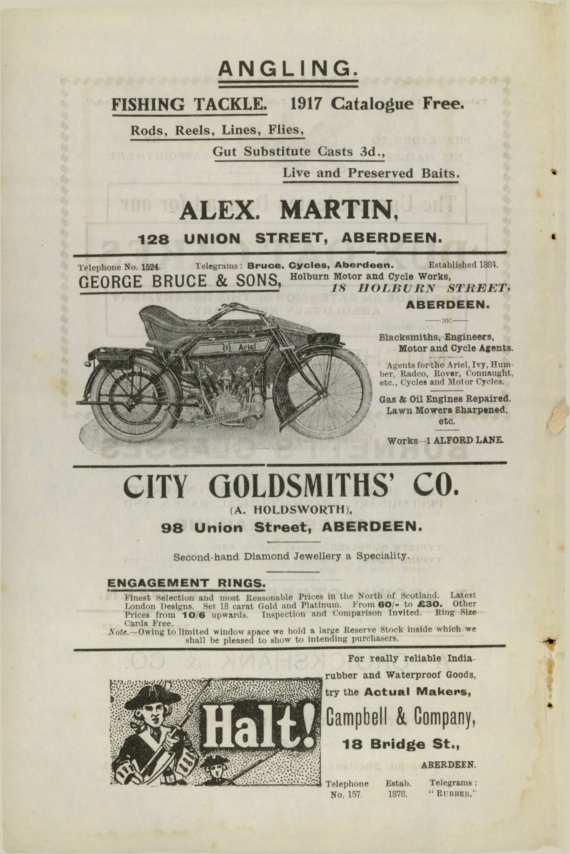 ANGLING.
FISHING TACKLE. 1917 Catalogue Free.
Rods, Reels, Lines, Flies,
Gut Substitute Casts 3d.,
Live and Preserved Baits.
ALEX. MARTIN,
128 UNION STREET, ABERDEEN.
Telephone No. 1524. Telegrams: Bruce, Cycles, Aberdeen. Established 1864.
GEORGE BRUCE & SONS, Holburn Motor and Cycle Works,
18 HOLBURN STREET,
ABERDEEN.
Ariel
Blacksmiths, Engineers,
Motor and Cycle Agents.
Agents for the Ariel, Ivy, Hum-
ber, Radco, Rover, Connaught,
etc., Cycles and Motor Cycles.
Gas & Oil Engines Repaired.
Lawn Mowers Sharpened,
etc.
Works—1 ALFORD LANE.
CITY GOLDSMITHS' CO.
(A. HOLDSWORTH),
98 Union Street, ABERDEEN.
Second-hand Diamond Jewellery a Speciality.
ENGAGEMENT RINGS.
Finest Selection and most Reasonable Prices in the North of Scotland. Latest
London Designs. Set 18 carat Gold and Platinum. From 60/- to £30. Other
Prices from 10/6 upwards. Inspection and Comparison Invited. Ring Size
Cards Free.
Note.—Owing to limited window space we hold a large Reserve Stock inside which we
shall be pleased to show to intending purchasers.
Halt!
For really reliable India-
rubber and Waterproof Goods,
try the Actual Makers,
Campbell & Company,
18 Bridge St.,
ABERDEEN.
Telephone Estab. Telegrams:
No. 157. 1878. "RUBBER."